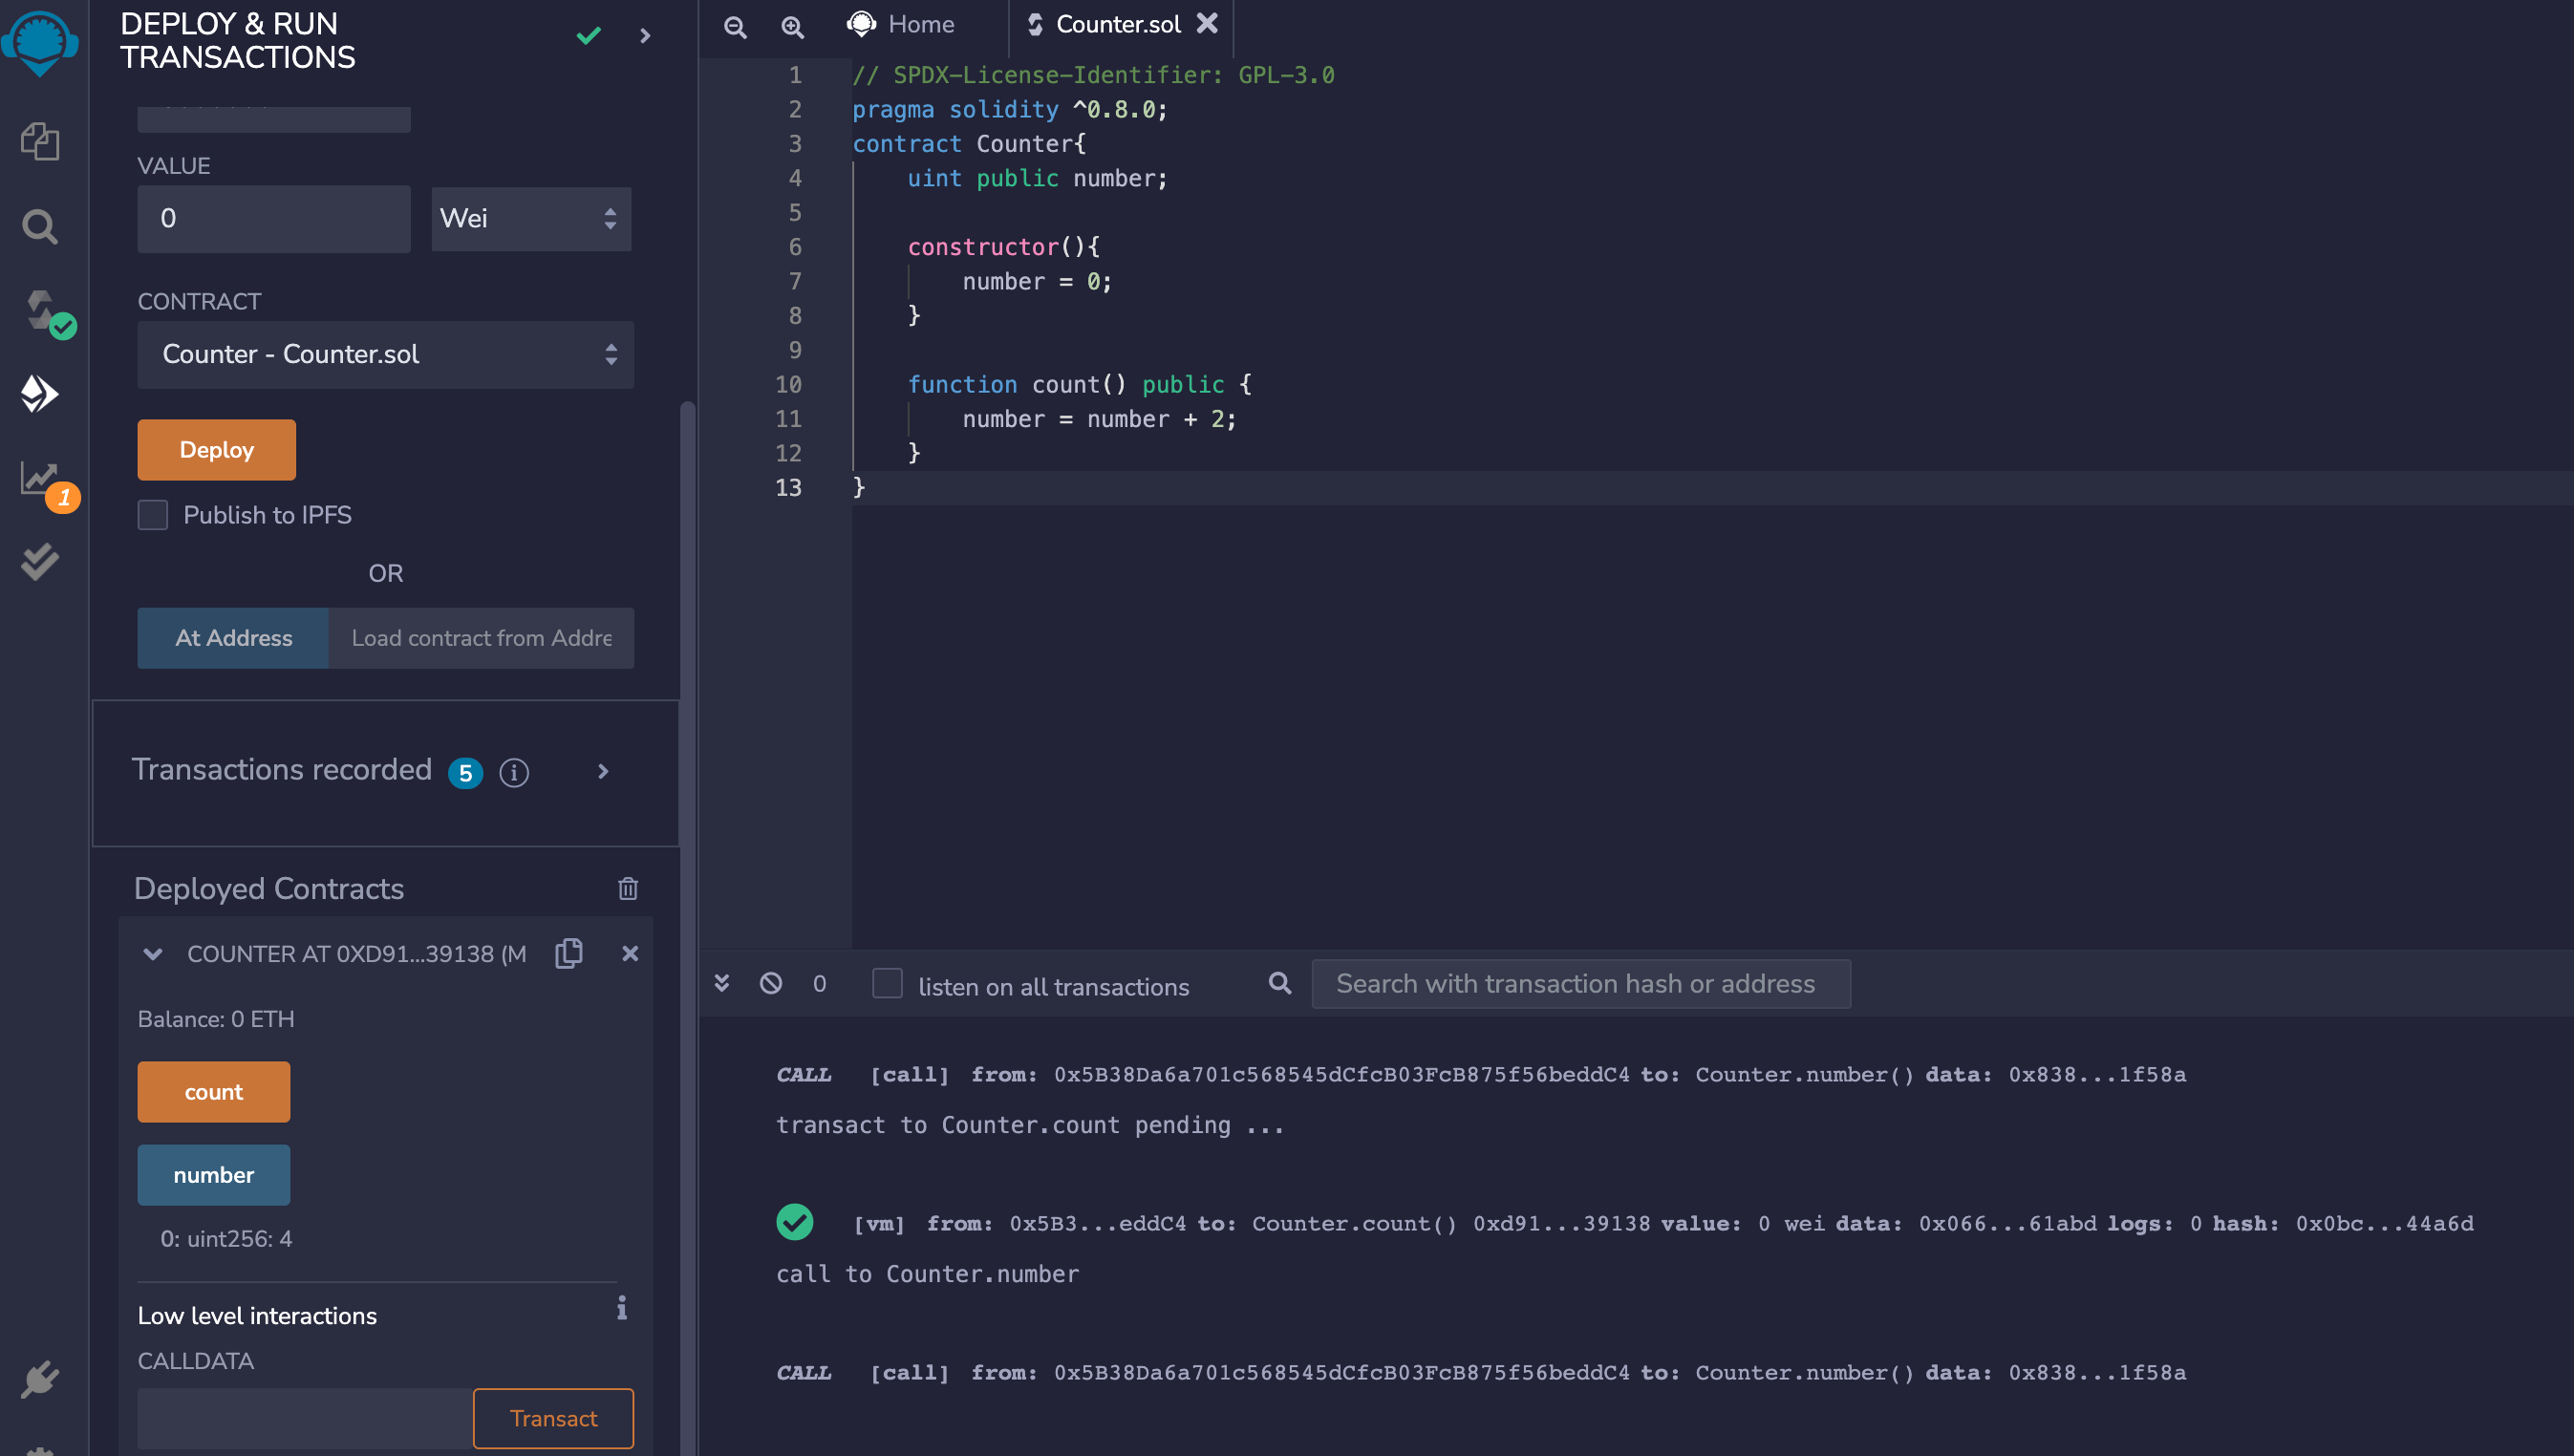 DEPLOY & RUN
TRANSACTIONS
VALUE
0
Wei
CONTRACT
Counter - Counter.sol
Deploy
Publish to IPFS
OR
At Address
Load contract from Addre
Transactions recorded 5
Deployed Contracts
COUNTER AT 0XD91...39138 (M
Balance: 0 ETH
count
number
0: uint256: 4
Low level interactions
CALLDATA
Transact
1
Home
Counter.sol
1 // SPDX-License-Identifier: GPL-3.0
2 pragma solidity ^0.8.0;
3 contract Counter{
4     uint public number;
5
6     constructor(){
7         number = 0;
8     }
9
10     function count() public {
11         number = number + 2;
12     }
13 }
0
listen on all transactions
Search with transaction hash or address
CALL [call] from: 0x5B38Da6a701c568545dCfcB03FcB875f56beddC4 to: Counter.number() data: 0x838...1f58a
transact to Counter.count pending ...
[vm] from: 0x5B3...eddC4 to: Counter.count() 0xd91...39138 value: 0 wei data: 0x066...61abd logs: 0 hash: 0x0bc...44a6d
call to Counter.number
CALL [call] from: 0x5B38Da6a701c568545dCfcB03FcB875f56beddC4 to: Counter.number() data: 0x838...1f58a